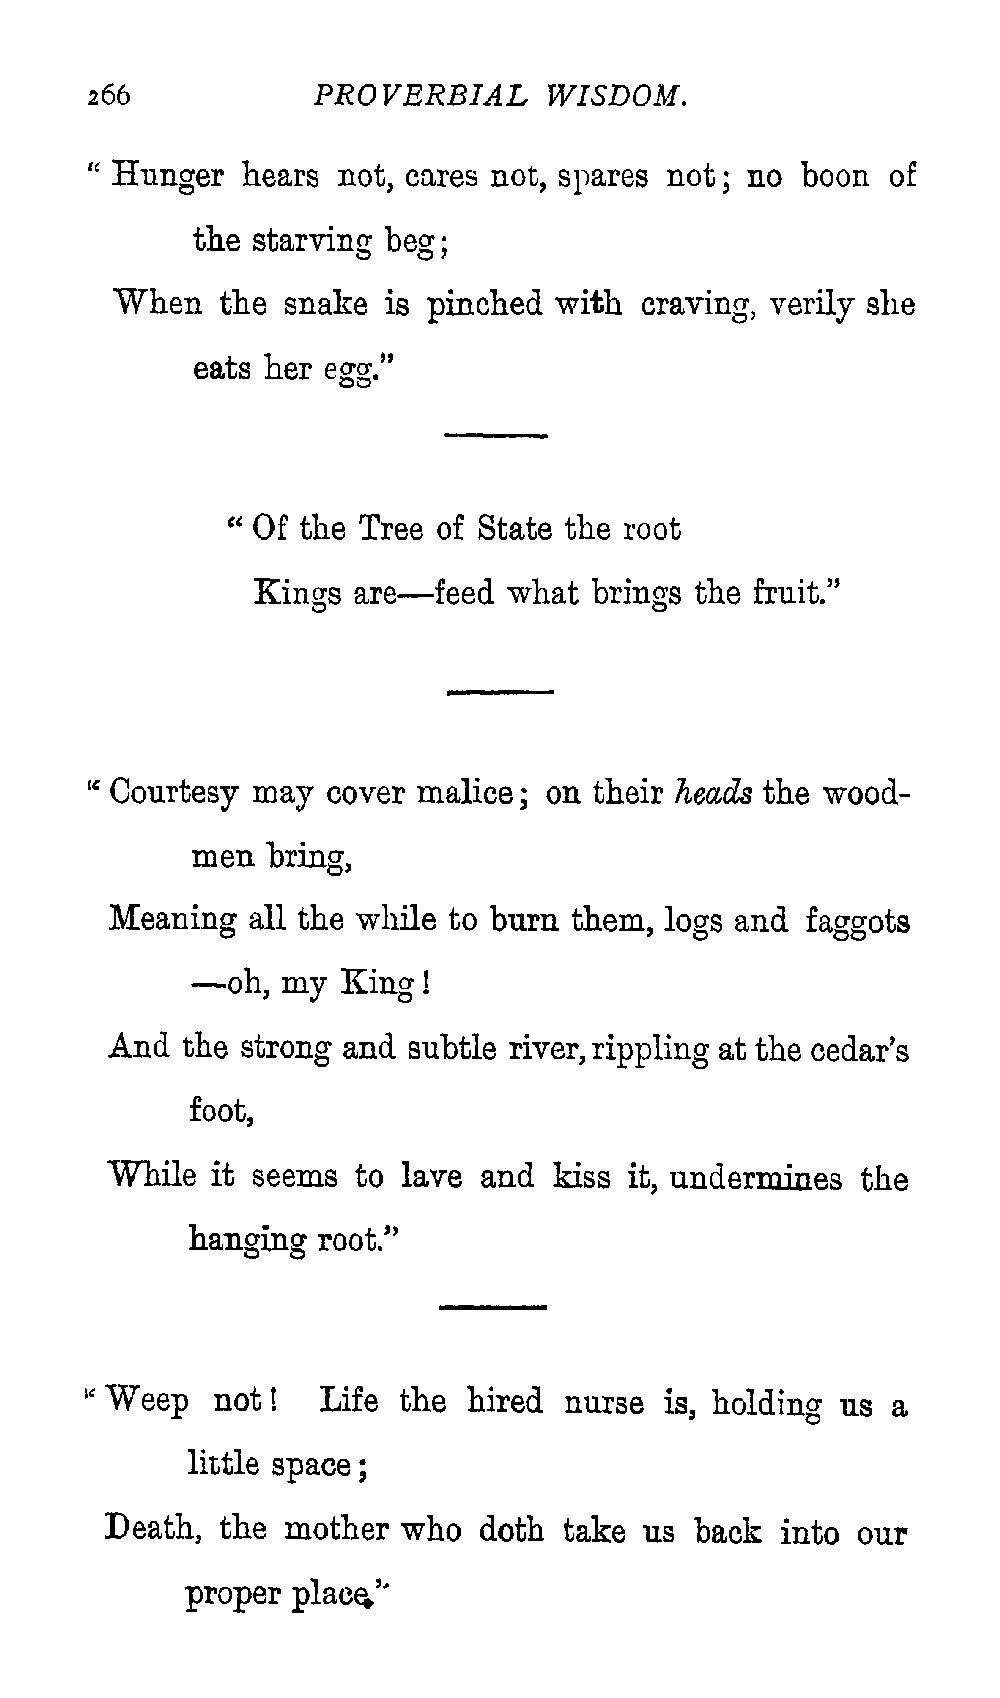 266 PROVERBIAL WISDOM.
“ Hunger hears not, cares not, spares not; no boon of
the starving beg;
When the snake is pinched with craving, verily she
eats her egg.”
“ Of the Tree of State the root
Kings are—feed what brings the fruit.”
“ Courtesy may cover malice; on their heads the wood-
men bring,
Meaning all the while to burn them, logs and faggots
—oh, my King!
And the strong and subtle river, rippling at the cedar’s
foot,
While it seems to lave and kiss it, undermines the
hanging root.”
“ Weep not! Life the hired nurse is, holding us a
little space;
Death, the mother who doth take us back into our
proper place.”